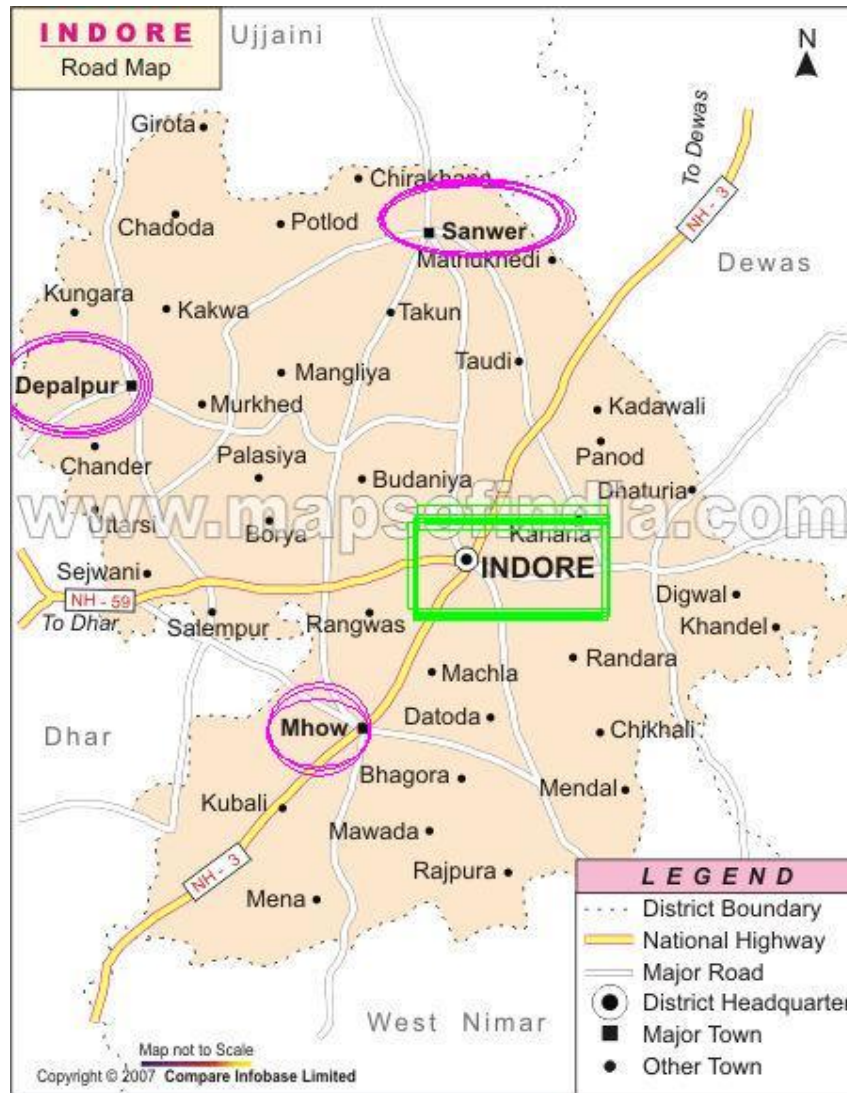 INDORE
Road Map
Ujjaini
N
Girota
To Dewas
Chirakhana
NH - 3
Chadoda
Potlod
Sanwer
Mathukhedi
Dewas
Kungara
Kakwa
Takun
Taudi
Depalpur
Mangliya
Murkhed
Kadawali
Chander
Palasiya
Budaniya
Panod
Dhaturia
www.mapsofindia.com
Uttarsi
Borya
Kanana
INDORE
Sejwani
NH - 59
To Dhar
Salempur
Rangwas
Digwal
Khandel
Machla
Randara
Dhar
Mhow
Datoda
Chikhali
Bhagora
Mendal
Kubali
Mawada
NH - 3
Rajpura
Mena
LEGEND
District Boundary
National Highway
Major Road
District Headquarter
Major Town
Other Town
West Nimar
Map not to Scale
Copyright © 2007 Compare Infobase Limited